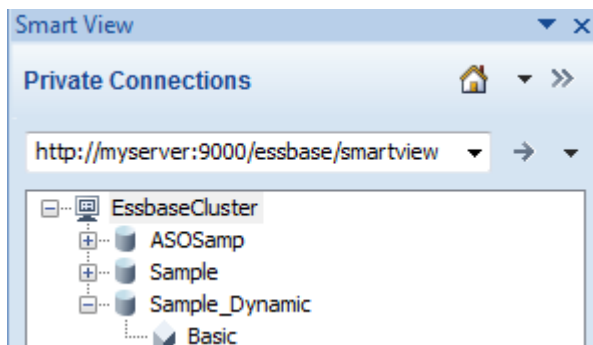 Smart View
Private Connections
http://myserver:9000/essbase/smartview
EssbaseCluster
ASOSamp
Sample
Sample_Dynamic
Basic